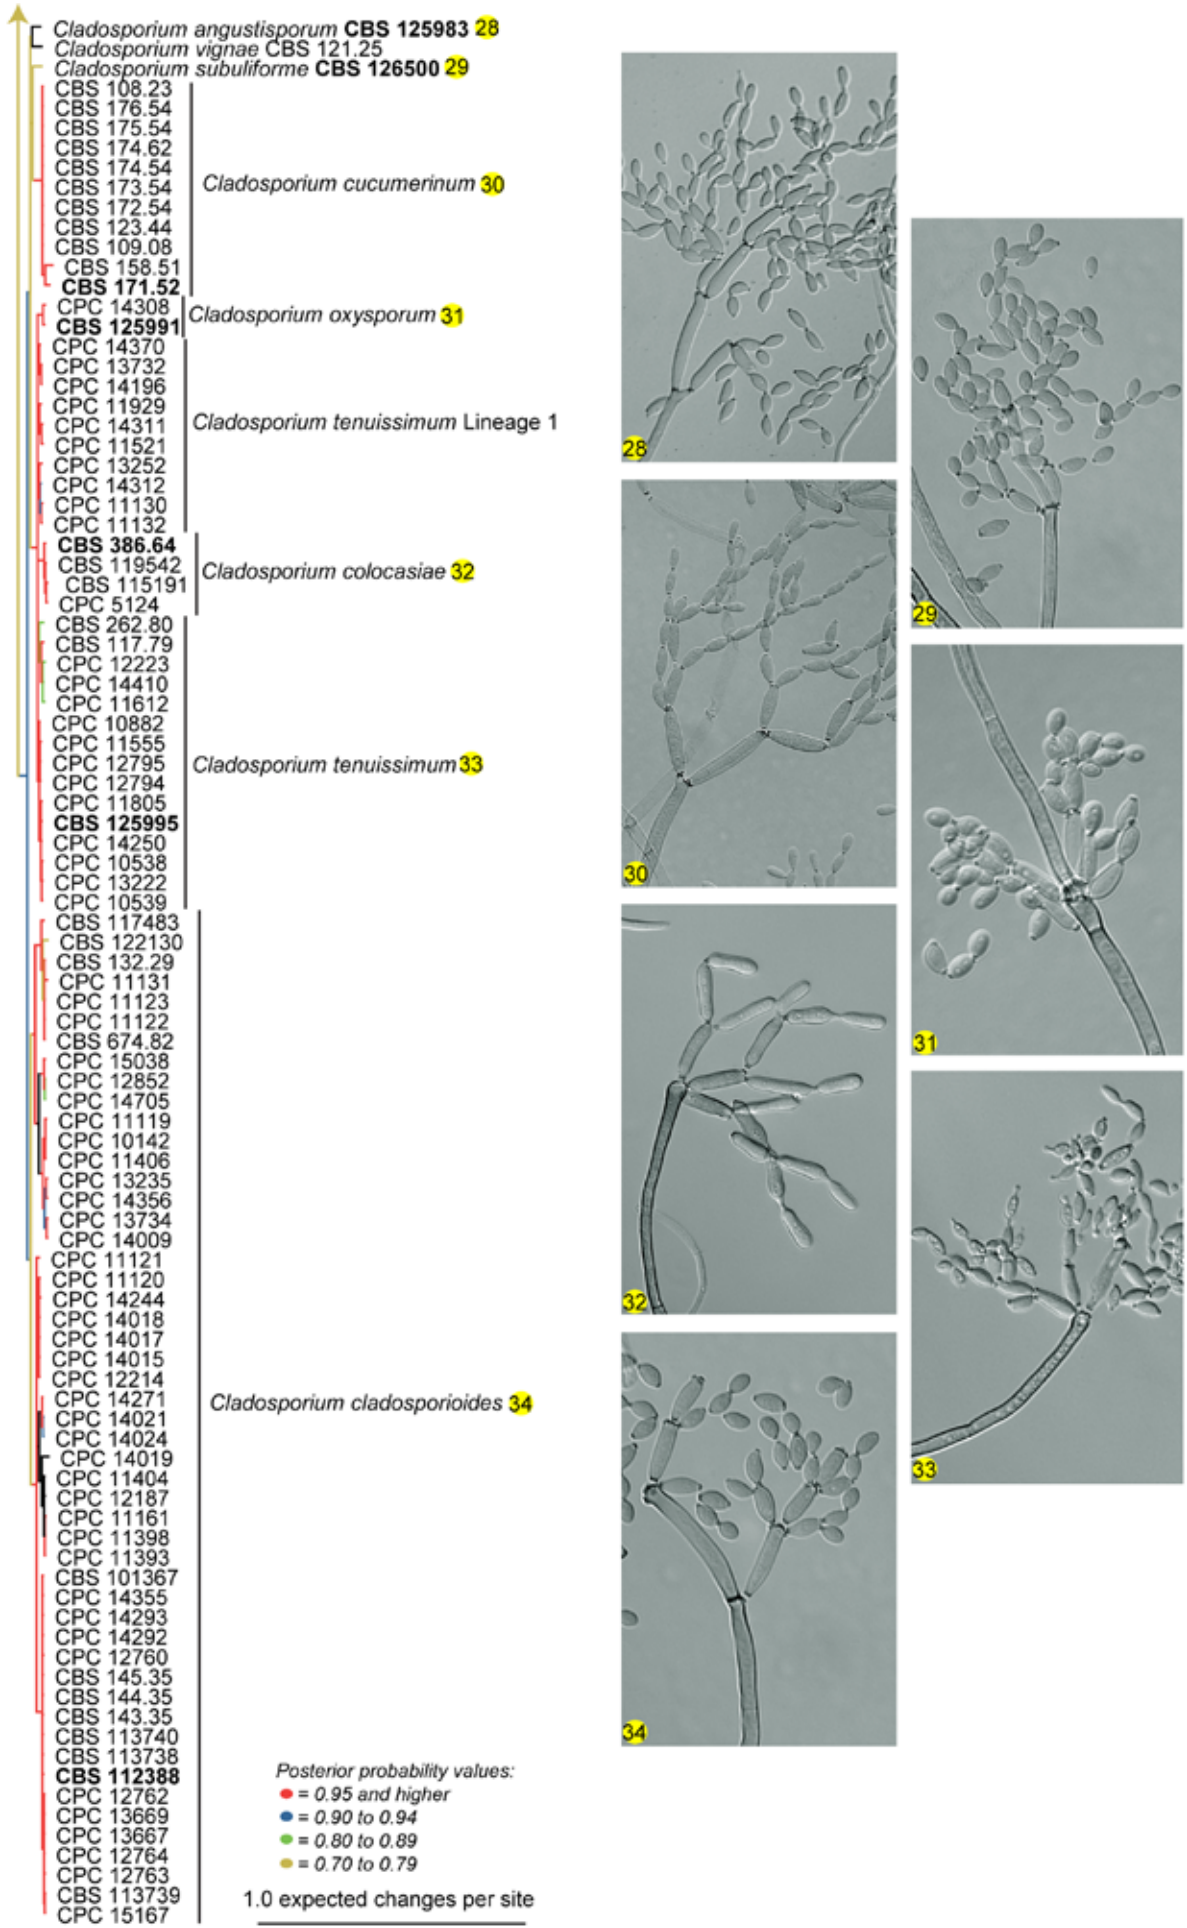 Cladosporium angustisporum CBS 125983 28
Cladosporium vignae CBS 121.25
Cladosporium subuliforme CBS 126500 29
CBS 108.23
CBS 176.54
CBS 175.54
CBS 174.62
CBS 174.54
CBS 173.54
CBS 172.54
CBS 123.44
CBS 109.08
CBS 158.51
CBS 171.52
Cladosporium cucumerinum 30
CPC 14308
CBS 125991
Cladosporium oxysporum 31
CPC 14370
CPC 13732
CPC 14196
CPC 11929
CPC 14311
CPC 11521
CPC 13252
CPC 14312
CPC 11130
CPC 11132
Cladosporium tenuissimum Lineage 1
CBS 386.64
CBS 119542
CBS 115191
CPC 5124
Cladosporium colocasiae 32
CBS 262.80
CBS 117.79
CPC 12223
CPC 14410
CPC 11612
CPC 10882
CPC 11555
CPC 12795
CPC 12794
CPC 11805
CBS 125995
CPC 14250
CPC 10538
CPC 13222
CPC 10539
Cladosporium tenuissimum 33
CBS 117483
CBS 122130
CBS 132.29
CPC 11131
CPC 11123
CPC 11122
CBS 674.82
CPC 15038
CPC 12852
CPC 14705
CPC 11119
CPC 10142
CPC 11406
CPC 13235
CPC 14356
CPC 13734
CPC 14009
CPC 11121
CPC 11120
CPC 14244
CPC 14018
CPC 14017
CPC 14015
CPC 12214
CPC 14271
CPC 14021
CPC 14024
CPC 14019
CPC 11404
CPC 12187
CPC 11161
CPC 11398
CPC 11393
CBS 101367
CPC 14355
CPC 14293
CPC 14292
CPC 12760
CBS 145.35
CBS 144.35
CBS 143.35
CBS 113740
CBS 113738
CBS 112388
CPC 12762
CPC 13669
CPC 13667
CPC 12764
CPC 12763
CBS 113739
CPC 15167
Cladosporium cladosporioides 34
Posterior probability values:
= 0.95 and higher
= 0.90 to 0.94
= 0.80 to 0.89
= 0.70 to 0.79
1.0 expected changes per site
28
29
30
31
32
33
34